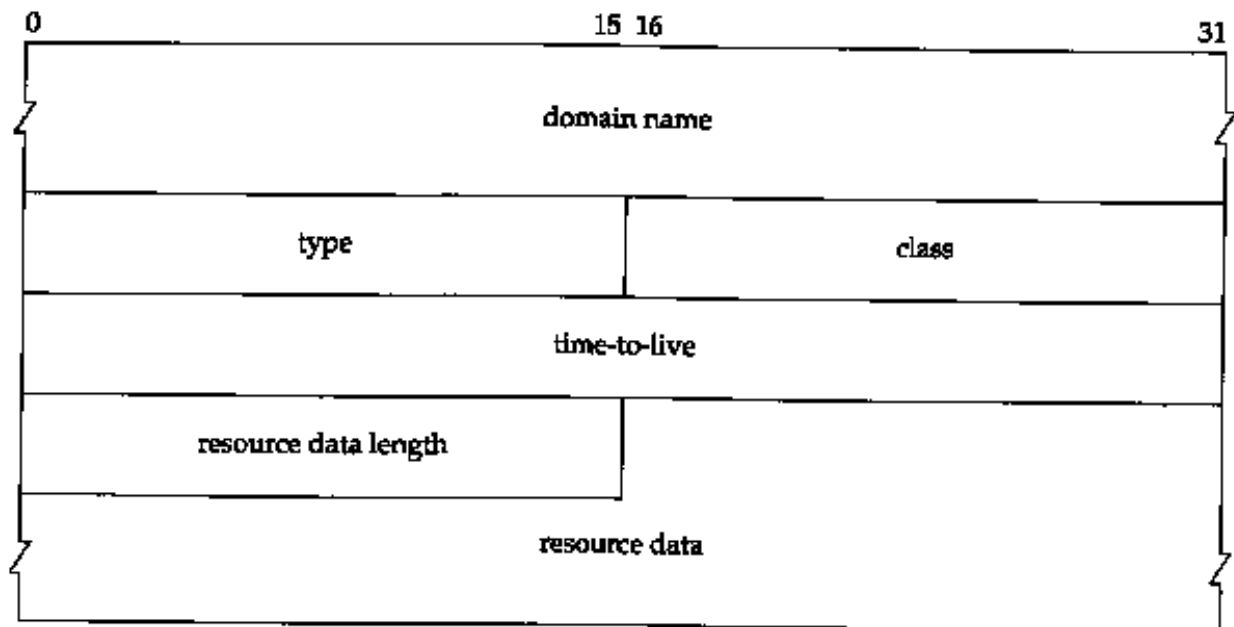 0 15 16 31
domain name
type class
time-to-live
resource data length
resource data